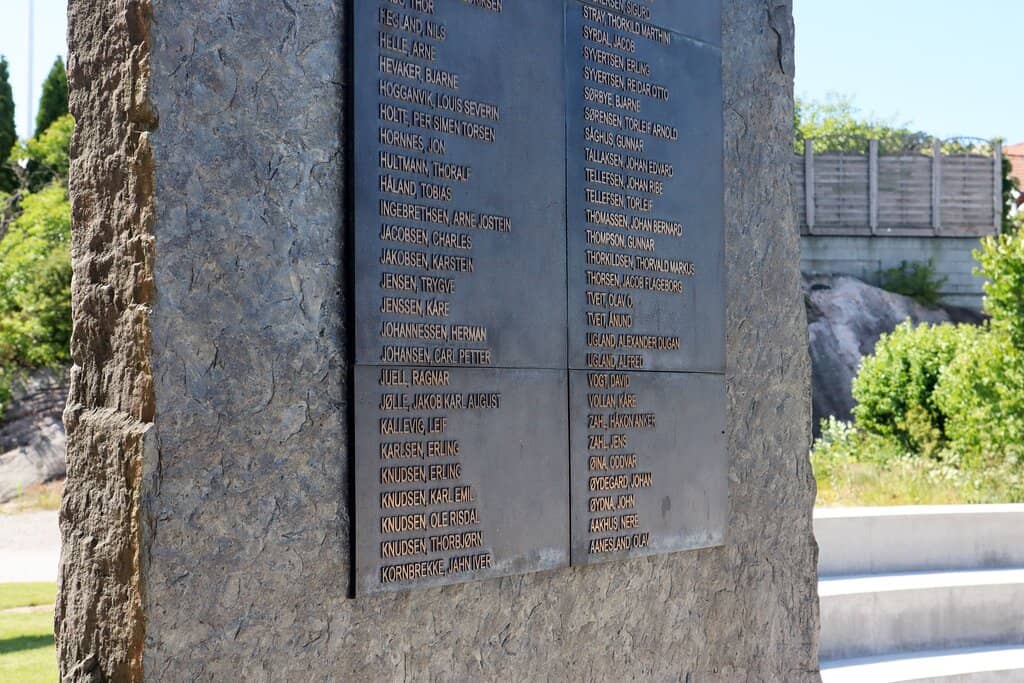 THOR
HEGLAND, NILS
HELLE, ARNE
HEVAKER, BJARNE
HOGGANVIK, LOUIS SEVERIN
HOLTE, PER SIMEN TORSEN
HORNNES, JON
HULTMANN, THORALF
HÅLAND, TOBIAS
INGEBRETHSEN, ARNE JOSTEIN
JACOBSEN, CHARLES
JAKOBSEN, KARSTEIN
JENSEN, TRYGVE
JENSSEN, KÅRE
JOHANNESSEN, HERMAN
JOHANSEN, CARL PETTER
JUELL, RAGNAR
JØLLE, JAKOB KARL AUGUST
KALLEVIG, LEIF
KARLSEN, ERLING
KNUDSEN, ERLING
KNUDSEN, KARL EMIL
KNUDSEN, OLE RISDAL
KNUDSEN, THORBJØRN
KORNBREKKE, JAHN IVER
SIGURD
STRAY, THORKILD MARTHINI
SYRDAL, JACOB
SYVERTSEN, ERLING
SYVERTSEN, REIDAR OTTO
SØRBYE, BJARNE
SØRENSEN, TORLEIF ARNOLD
SÅGHUS, GUNNAR
TALLAKSEN, JOHAN EDVARD
TELLEFSEN, JOHAN RIBE
TELLEFSEN, TORLEIF
THOMASSEN, JOHAN BERNARD
THOMPSON, GUNNAR
THORKILDSEN, THORVALD MARKUS
THORSEN, JACOB FLAGEBORG
TVEIT, OLAV O.
TVEIT, ÅNUND
UGLAND, ALEXANDER DUGAN
UGLAND, ALFRED
VOGT, DAVID
VOLLAN, KÅRE
ZAHL, HÅKON ANKER
ZAHL, JENS
ØINA, ODDVAR
ØYDEGARD, JOHAN
ØYDNA, JOHN
AAKHUS, NERE
AANESLAND, OLAV